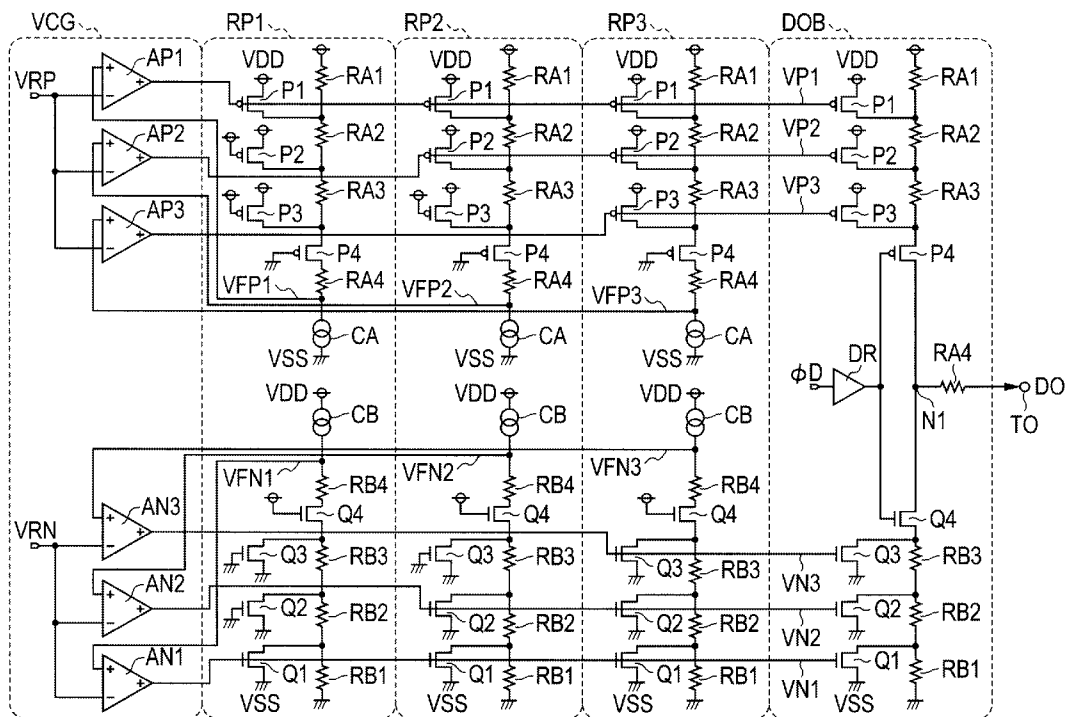 VCG RP1 RP2 RP3 DOB
AP1 VDD RA1 VDD RA1 VDD RA1 VP1 VDD RA1
VRP P1 P1 P1 P1
AP2 RA2 RA2 RA2 VP2 RA2
P2 P2 P2 P2
AP3 RA3 RA3 P3 RA3 VP3 RA3
P3 P3 P3
P4 P4 P4 P4
VFP1 RA4 VFP2 RA4 VFP3 RA4
CA CA CA
VSS VSS VSS
ϕD DR RA4 DO
N1 TO
VDD VDD VDD
CB CB CB
VFN1 VFN2 VFN3
RB4 RB4 RB4
VRN AN3 Q4 Q4 Q4 Q4
Q3 RB3 Q3 RB3 Q3 RB3 VN3 Q3 RB3
AN2 Q2 RB2 Q2 RB2 Q2 RB2 VN2 Q2 RB2
AN1 Q1 RB1 Q1 RB1 Q1 RB1 VN1 Q1 RB1
VSS VSS VSS VSS